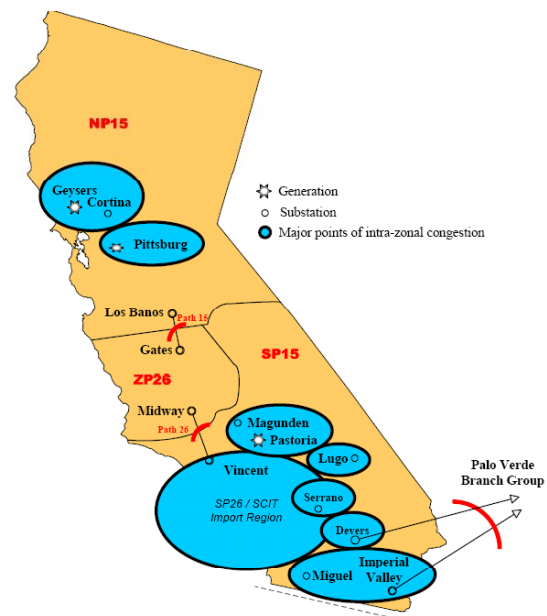 NP15
Geysers
Cortina
Generation
Substation
Major points of intra-zonal congestion
Pittsburg
Los Banos
Path 15
Gates
SP15
ZP26
Midway
Path 26
Magunden
Pastoria
Vincent
Lugo
Palo Verde
Branch Group
SP26 / SCIT
Import Region
Serrano
Devers
Imperial
Valley
Miguel